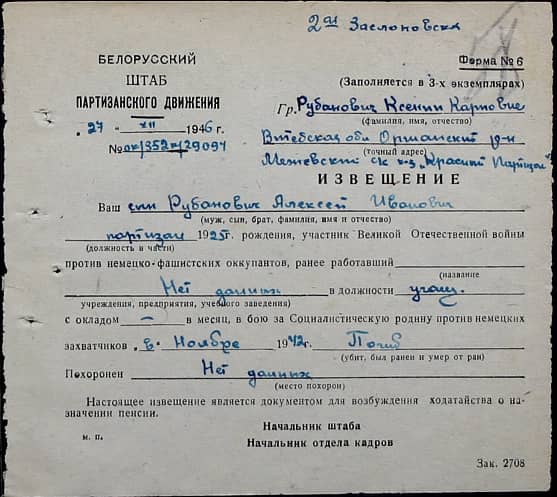 2ая Заслоновская
БЕЛОРУССКИЙ
ШТАБ
ПАРТИЗАНСКОГО ДВИЖЕНИЯ
„27" XII 1946 г.
№ 352 29097
Форма № 6
(Заполняется в 3-х экземплярах)
Гр. Рубанович Ксении Карповне
(фамилия, имя, отчество)
Витебская обл Оршанский р-н
(точный адрес)
Межевский с/с к-з „Красный Партизан
ИЗВЕЩЕНИЕ
Ваш сын Рубанович Алексей Иванович
(муж, сын, брат, фамилия, имя и отчество)
партизан 1925 г. рождения, участник Великой Отечественной войны
(должность в части)
против немецко-фашистских оккупантов, ранее работавший
(название
Нет данных в должности учащ.
учреждения, предприятия, учебного заведения)
с окладом — в месяц, в бою за Социалистическую родину против немецких
захватчиков „В" Ноябре 1942 г. Погиб
(убит, был ранен и умер от ран)
Похоронен Нет данных
(место похорон)
Настоящее извещение является документом для возбуждения ходатайства о на-
значении пенсии.
Начальник штаба
м. п.
Начальник отдела кадров
Зак. 2708